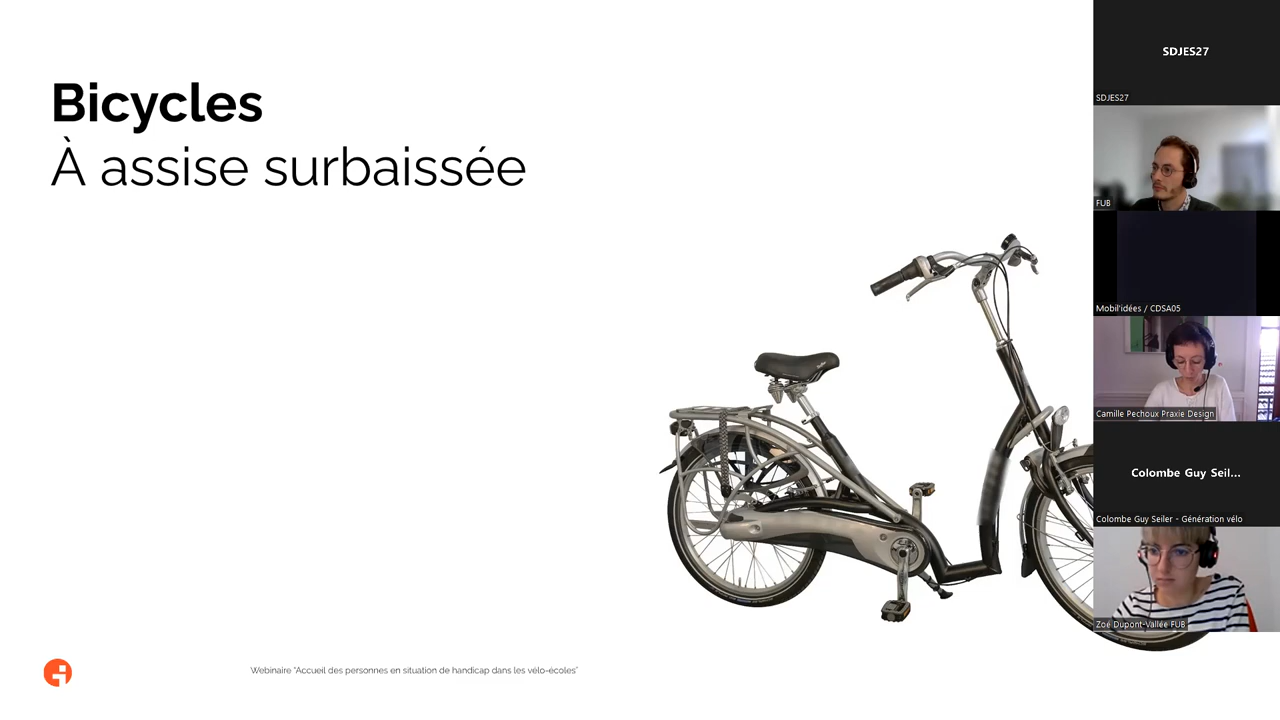 Bicycles
À assise surbaissée
Webinaire "Accueil des personnes en situation de handicap dans les vélo-écoles"
SDJES27
SDJES27
FUB
Mobil'idées / CDSA05
Camille Pechoux Praxie Design
Colombe Guy Seil...
Colombe Guy Seiler - Génération vélo
Zoé Dupont-Vallée FUB